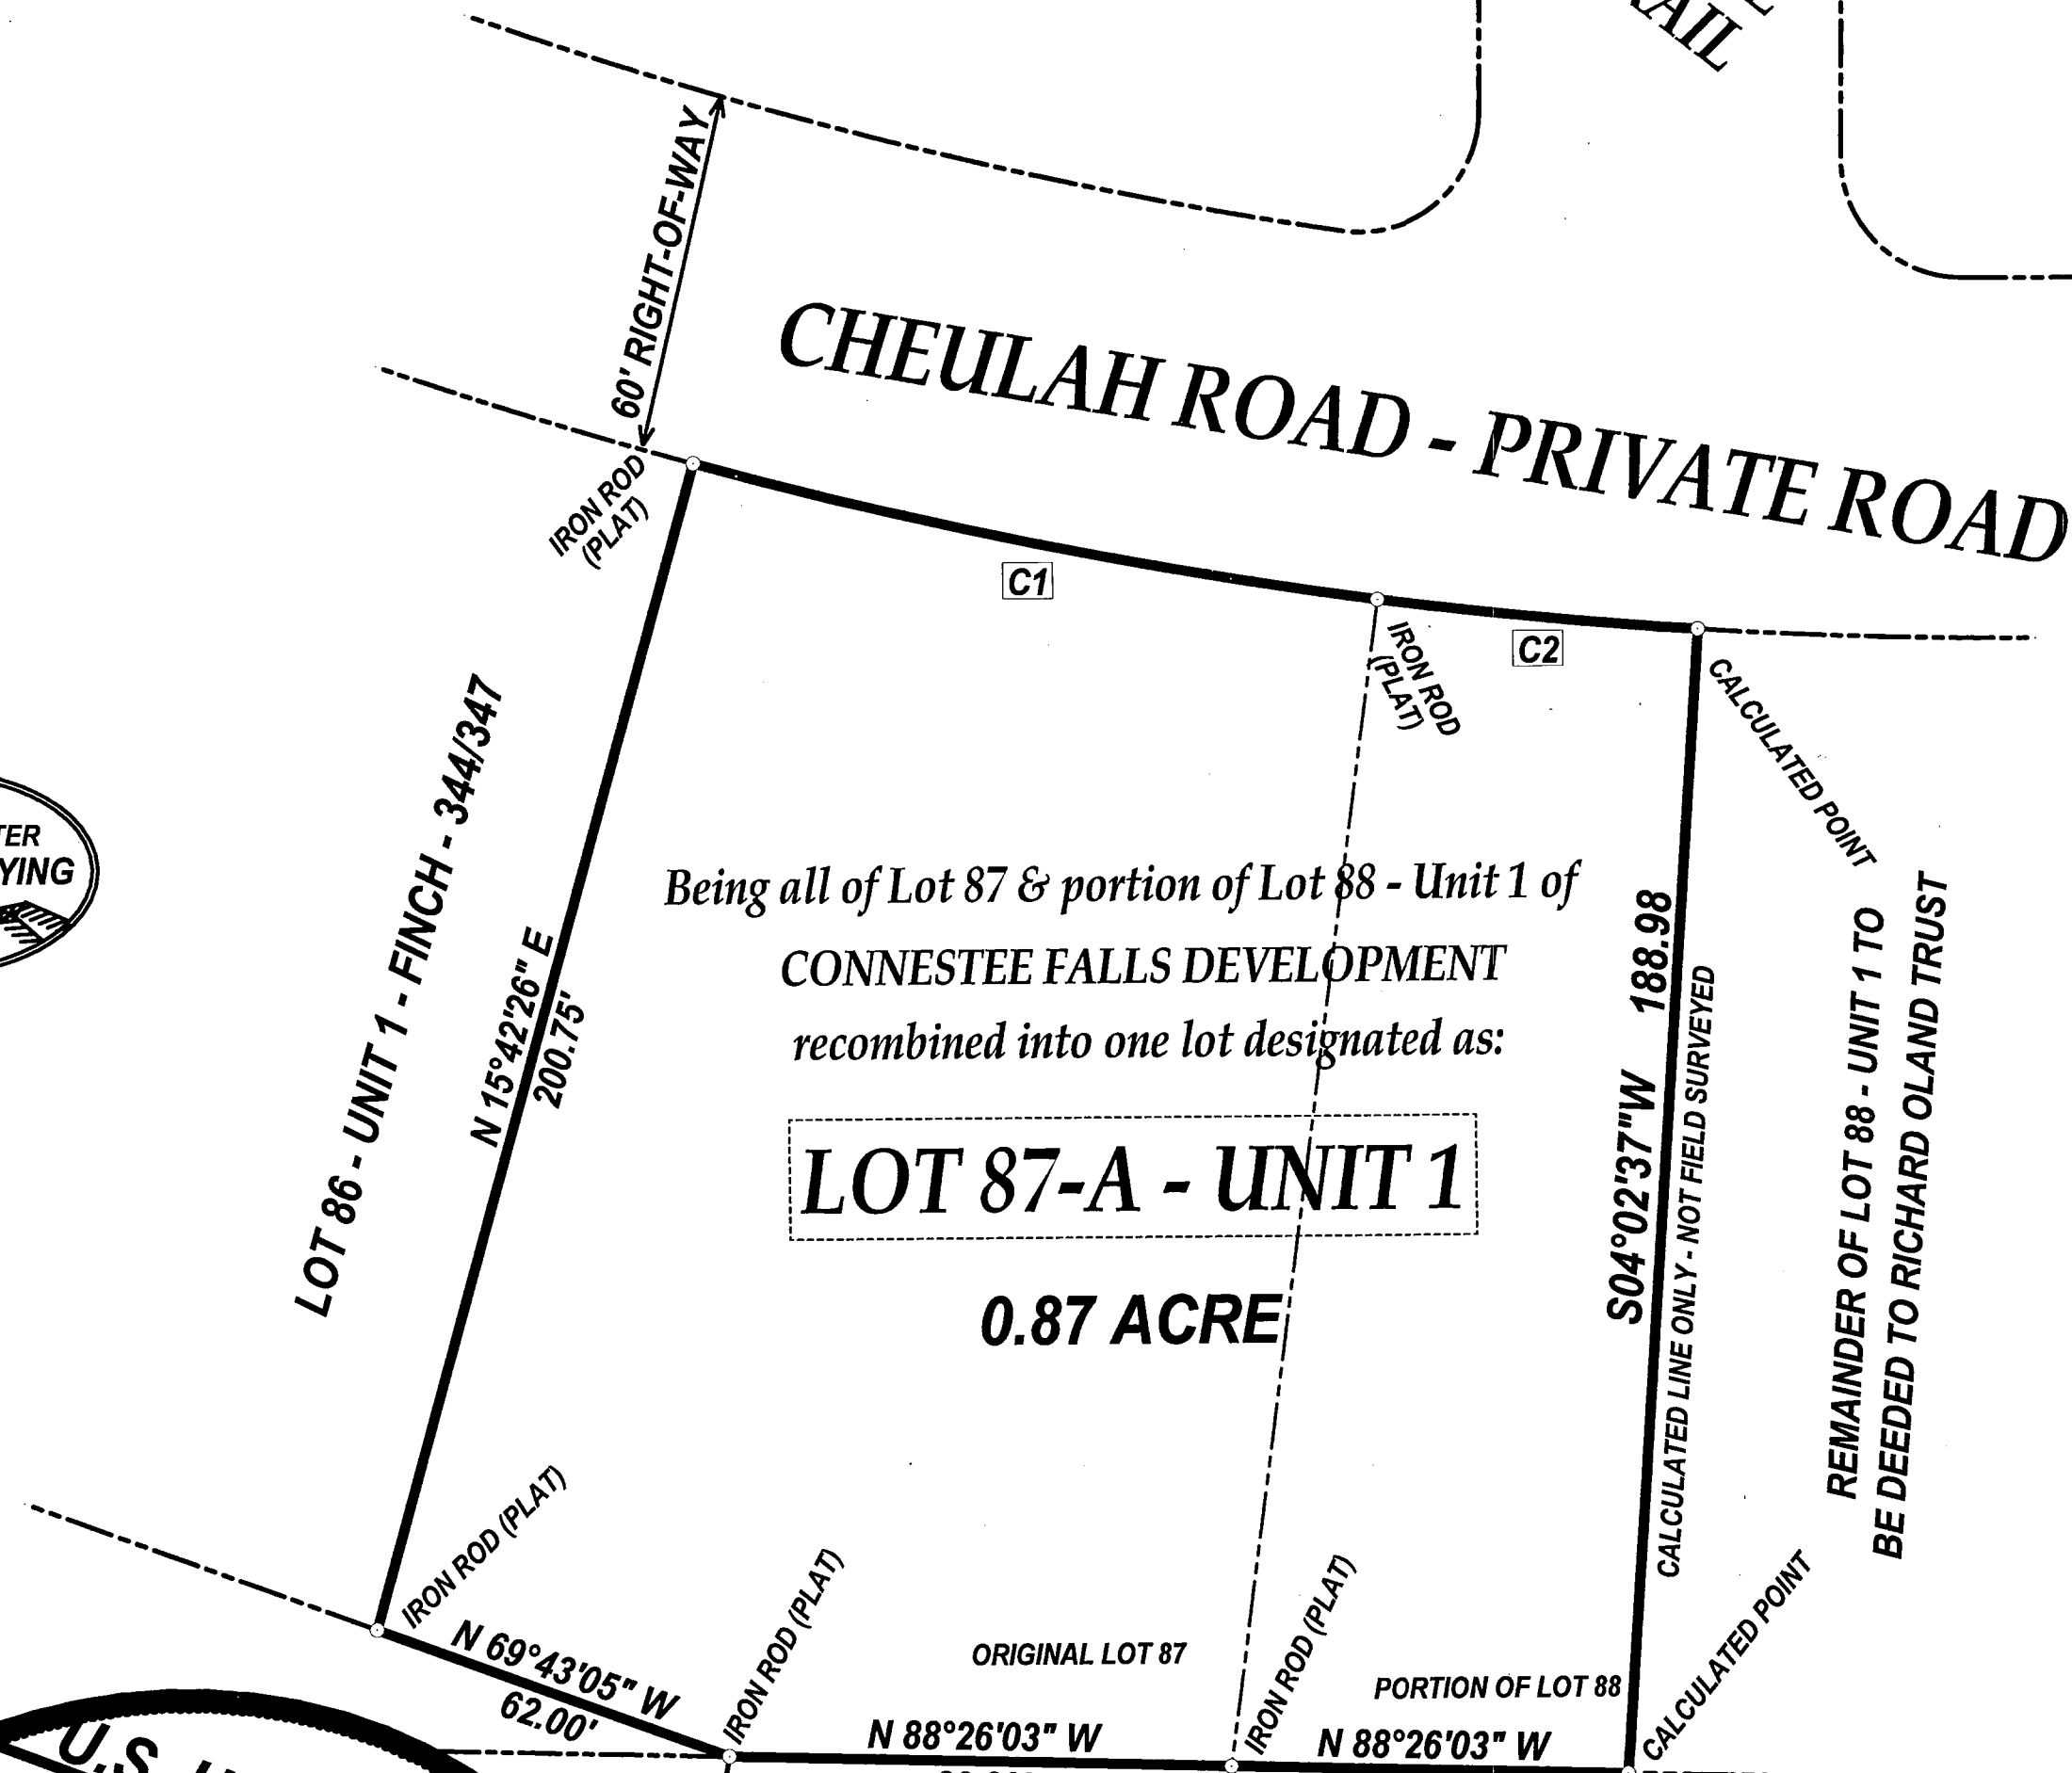 AIL
60' RIGHT-OF-WAY
CHEULAH ROAD - PRIVATE ROAD
IRON ROD
(PLAT)
C1
C2
IRON ROD
(PLAT)
CALCULATED POINT
LOT 86 - UNIT 1 - FINCH - 344/347
TER
YING
N 15°42'26" E
200.75'
Being all of Lot 87 & portion of Lot 88 - Unit 1 of
CONNESTEE FALLS DEVELOPMENT
recombined into one lot designated as:
LOT 87-A - UNIT 1
0.87 ACRE
S04°02'37"W 188.98
CALCULATED LINE ONLY - NOT FIELD SURVEYED
REMAINDER OF LOT 88 - UNIT 1 TO
BE DEEDED TO RICHARD OLAND TRUST
IRON ROD (PLAT)
N 69°43'05" W
62.00'
IRON ROD (PLAT)
ORIGINAL LOT 87
IRON ROD (PLAT)
PORTION OF LOT 88
CALCULATED POINT
N 88°26'03" W
N 88°26'03" W
U.S.